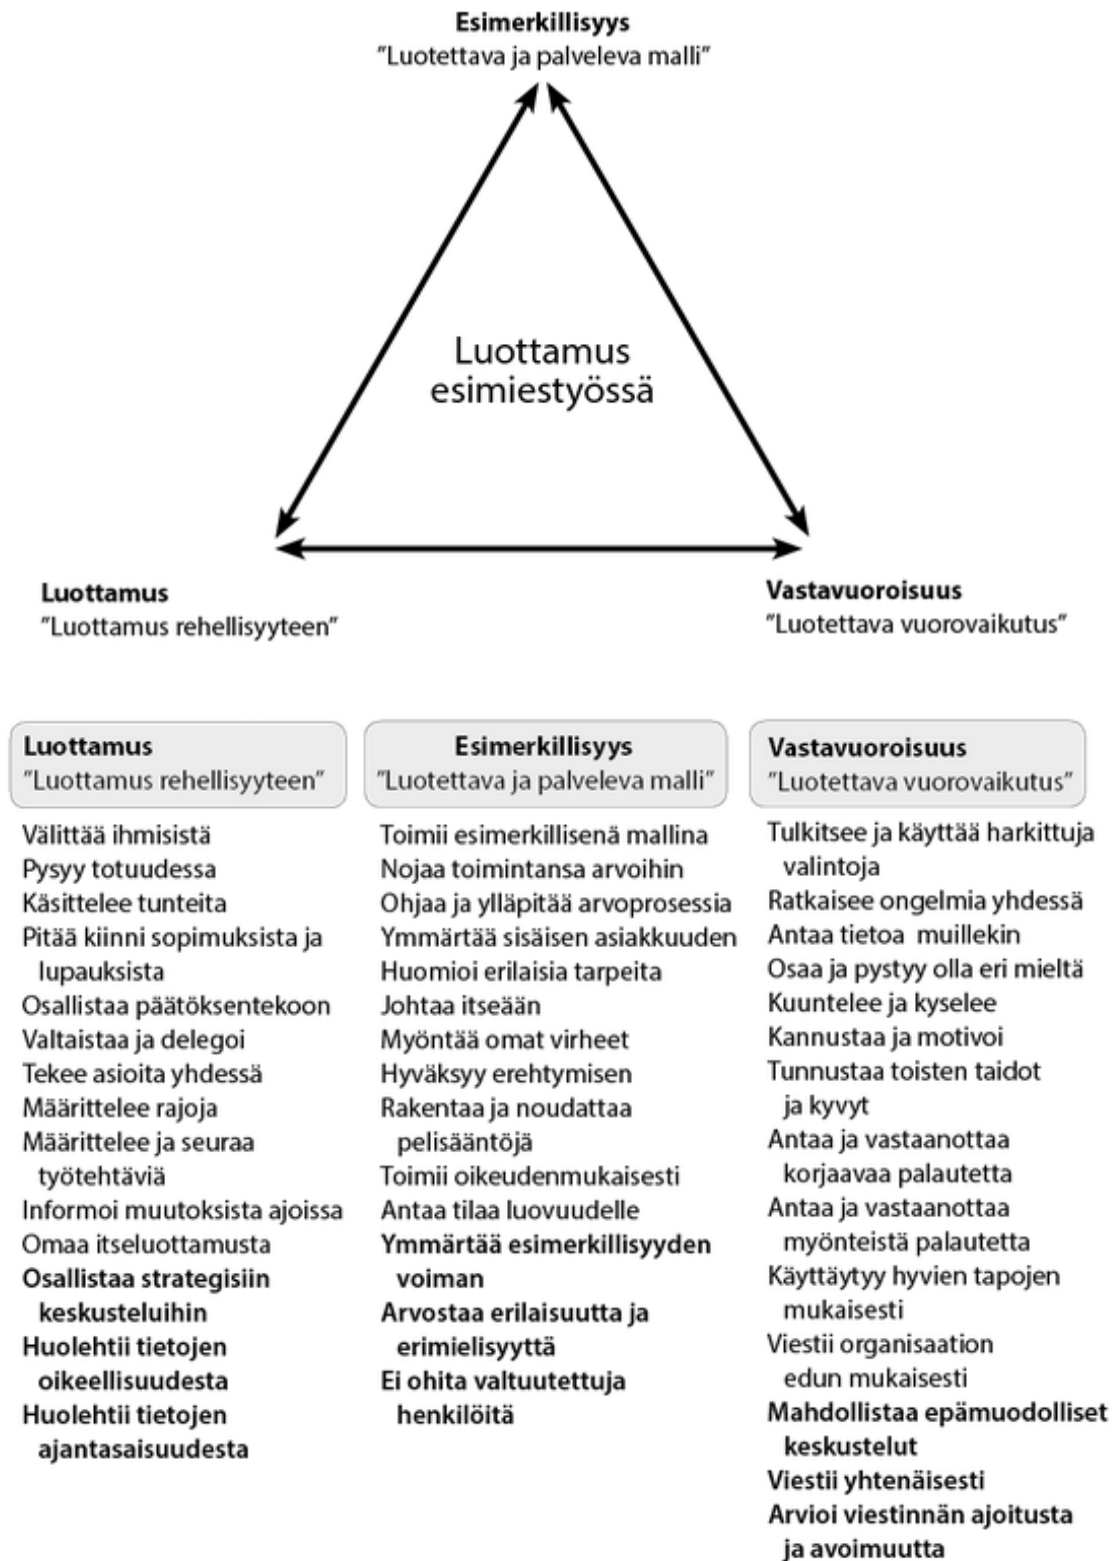 Esimerkillisyys
"Luotettava ja palveleva malli"
Luottamus
esimiestyössä
Luottamus
"Luottamus rehellisyyteen"
Vastavuoroisuus
"Luotettava vuorovaikutus"
Luottamus
"Luottamus rehellisyyteen"
Välittää ihmisistä
Pysyy totuudessa
Käsittelee tunteita
Pitää kiinni sopimuksista ja
lupauksista
Osallistaa päätöksentekoon
Valtaistaa ja delegoi
Tekee asioita yhdessä
Määrittelee rajoja
Määrittelee ja seuraa
työtehtäviä
Informoi muutoksista ajoissa
Omaa itseluottamusta
Osallistaa strategisiin
keskusteluihin
Huolehtii tietojen
oikeellisuudesta
Huolehtii tietojen
ajantasaisuudesta
Esimerkillisyys
"Luotettava ja palveleva malli"
Toimii esimerkillisenä mallina
Nojaa toimintansa arvoihin
Ohjaa ja ylläpitää arvoprosessia
Ymmärtää sisäisen asiakkuuden
Huomioi erilaisia tarpeita
Johtaa itseään
Myöntää omat virheet
Hyväksyy erehtymisen
Rakentaa ja noudattaa
pelisääntöjä
Toimii oikeudenmukaisesti
Antaa tilaa luovuudelle
Ymmärtää esimerkillisyyden
voiman
Arvostaa erilaisuutta ja
erimielisyyttä
Ei ohita valtuutettuja
henkilöitä
Vastavuoroisuus
"Luotettava vuorovaikutus"
Tulkitsee ja käyttää harkittuja
valintoja
Ratkaisee ongelmia yhdessä
Antaa tietoa muillekin
Osaa ja pystyy olla eri mieltä
Kuuntelee ja kyselee
Kannustaa ja motivoi
Tunnustaa toisten taidot
ja kyvyt
Antaa ja vastaanottaa
korjaavaa palautetta
Antaa ja vastaanottaa
myönteistä palautetta
Käyttäytyy hyvien tapojen
mukaisesti
Viestii organisaation
edun mukaisesti
Mahdollistaa epämuodolliset
keskustelut
Viestii yhtenäisesti
Arvioi viestinnän ajoitusta
ja avoimuutta